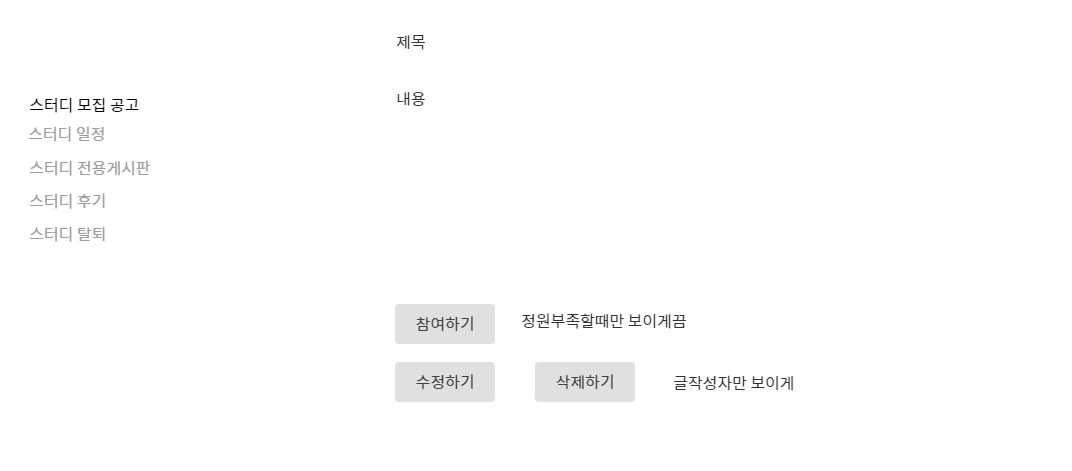 제목
내용
스터디 모집 공고
스터디 일정
스터디 전용게시판
스터디 후기
스터디 탈퇴
참여하기 정원부족할때만 보이게끔
수정하기 삭제하기 글작성자만 보이게